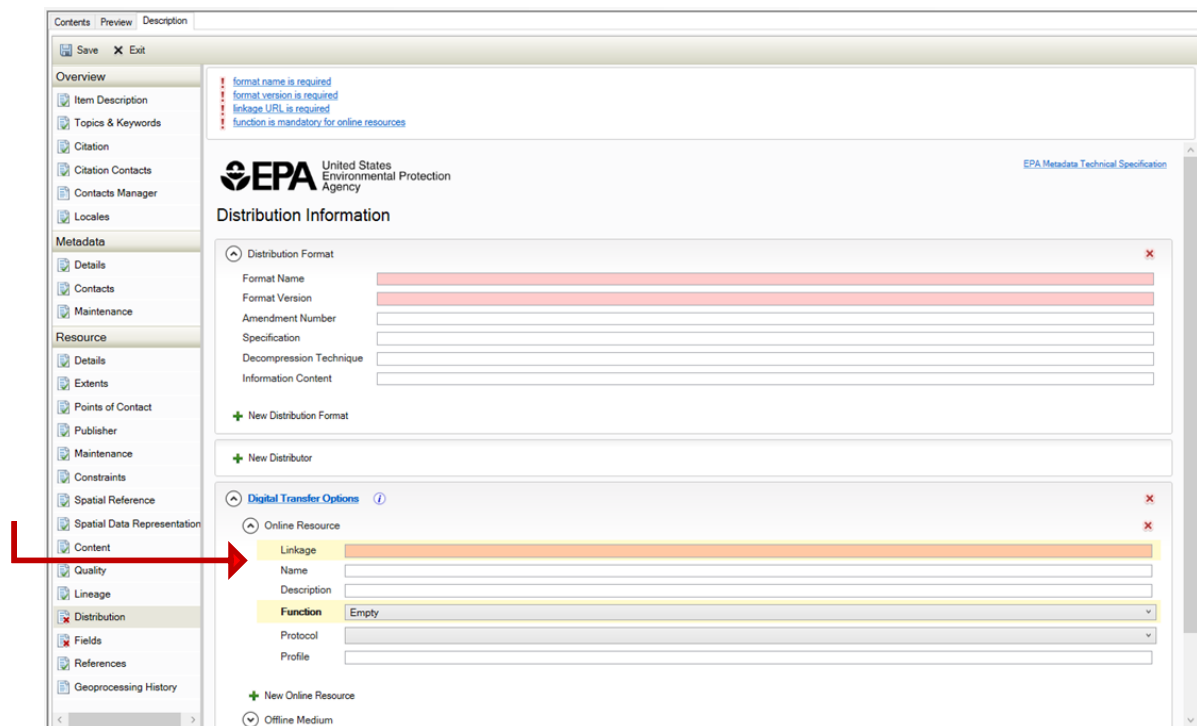 Contents Preview Description
Save Exit
Overview
Item Description
Topics & Keywords
Citation
Citation Contacts
Contacts Manager
Locales
Metadata
Details
Contacts
Maintenance
Resource
Details
Extents
Points of Contact
Publisher
Maintenance
Constraints
Spatial Reference
Spatial Data Representation
Content
Quality
Lineage
Distribution
Fields
References
Geoprocessing History
format name is required
format version is required
linkage URL is required
function is mandatory for online resources
EPA United States
Environmental Protection
Agency
EPA Metadata Technical Specification
Distribution Information
Distribution Format
Format Name
Format Version
Amendment Number
Specification
Decompression Technique
Information Content
New Distribution Format
New Distributor
Digital Transfer Options i
Online Resource
Linkage
Name
Description
Function Empty
Protocol
Profile
New Online Resource
Offline Medium